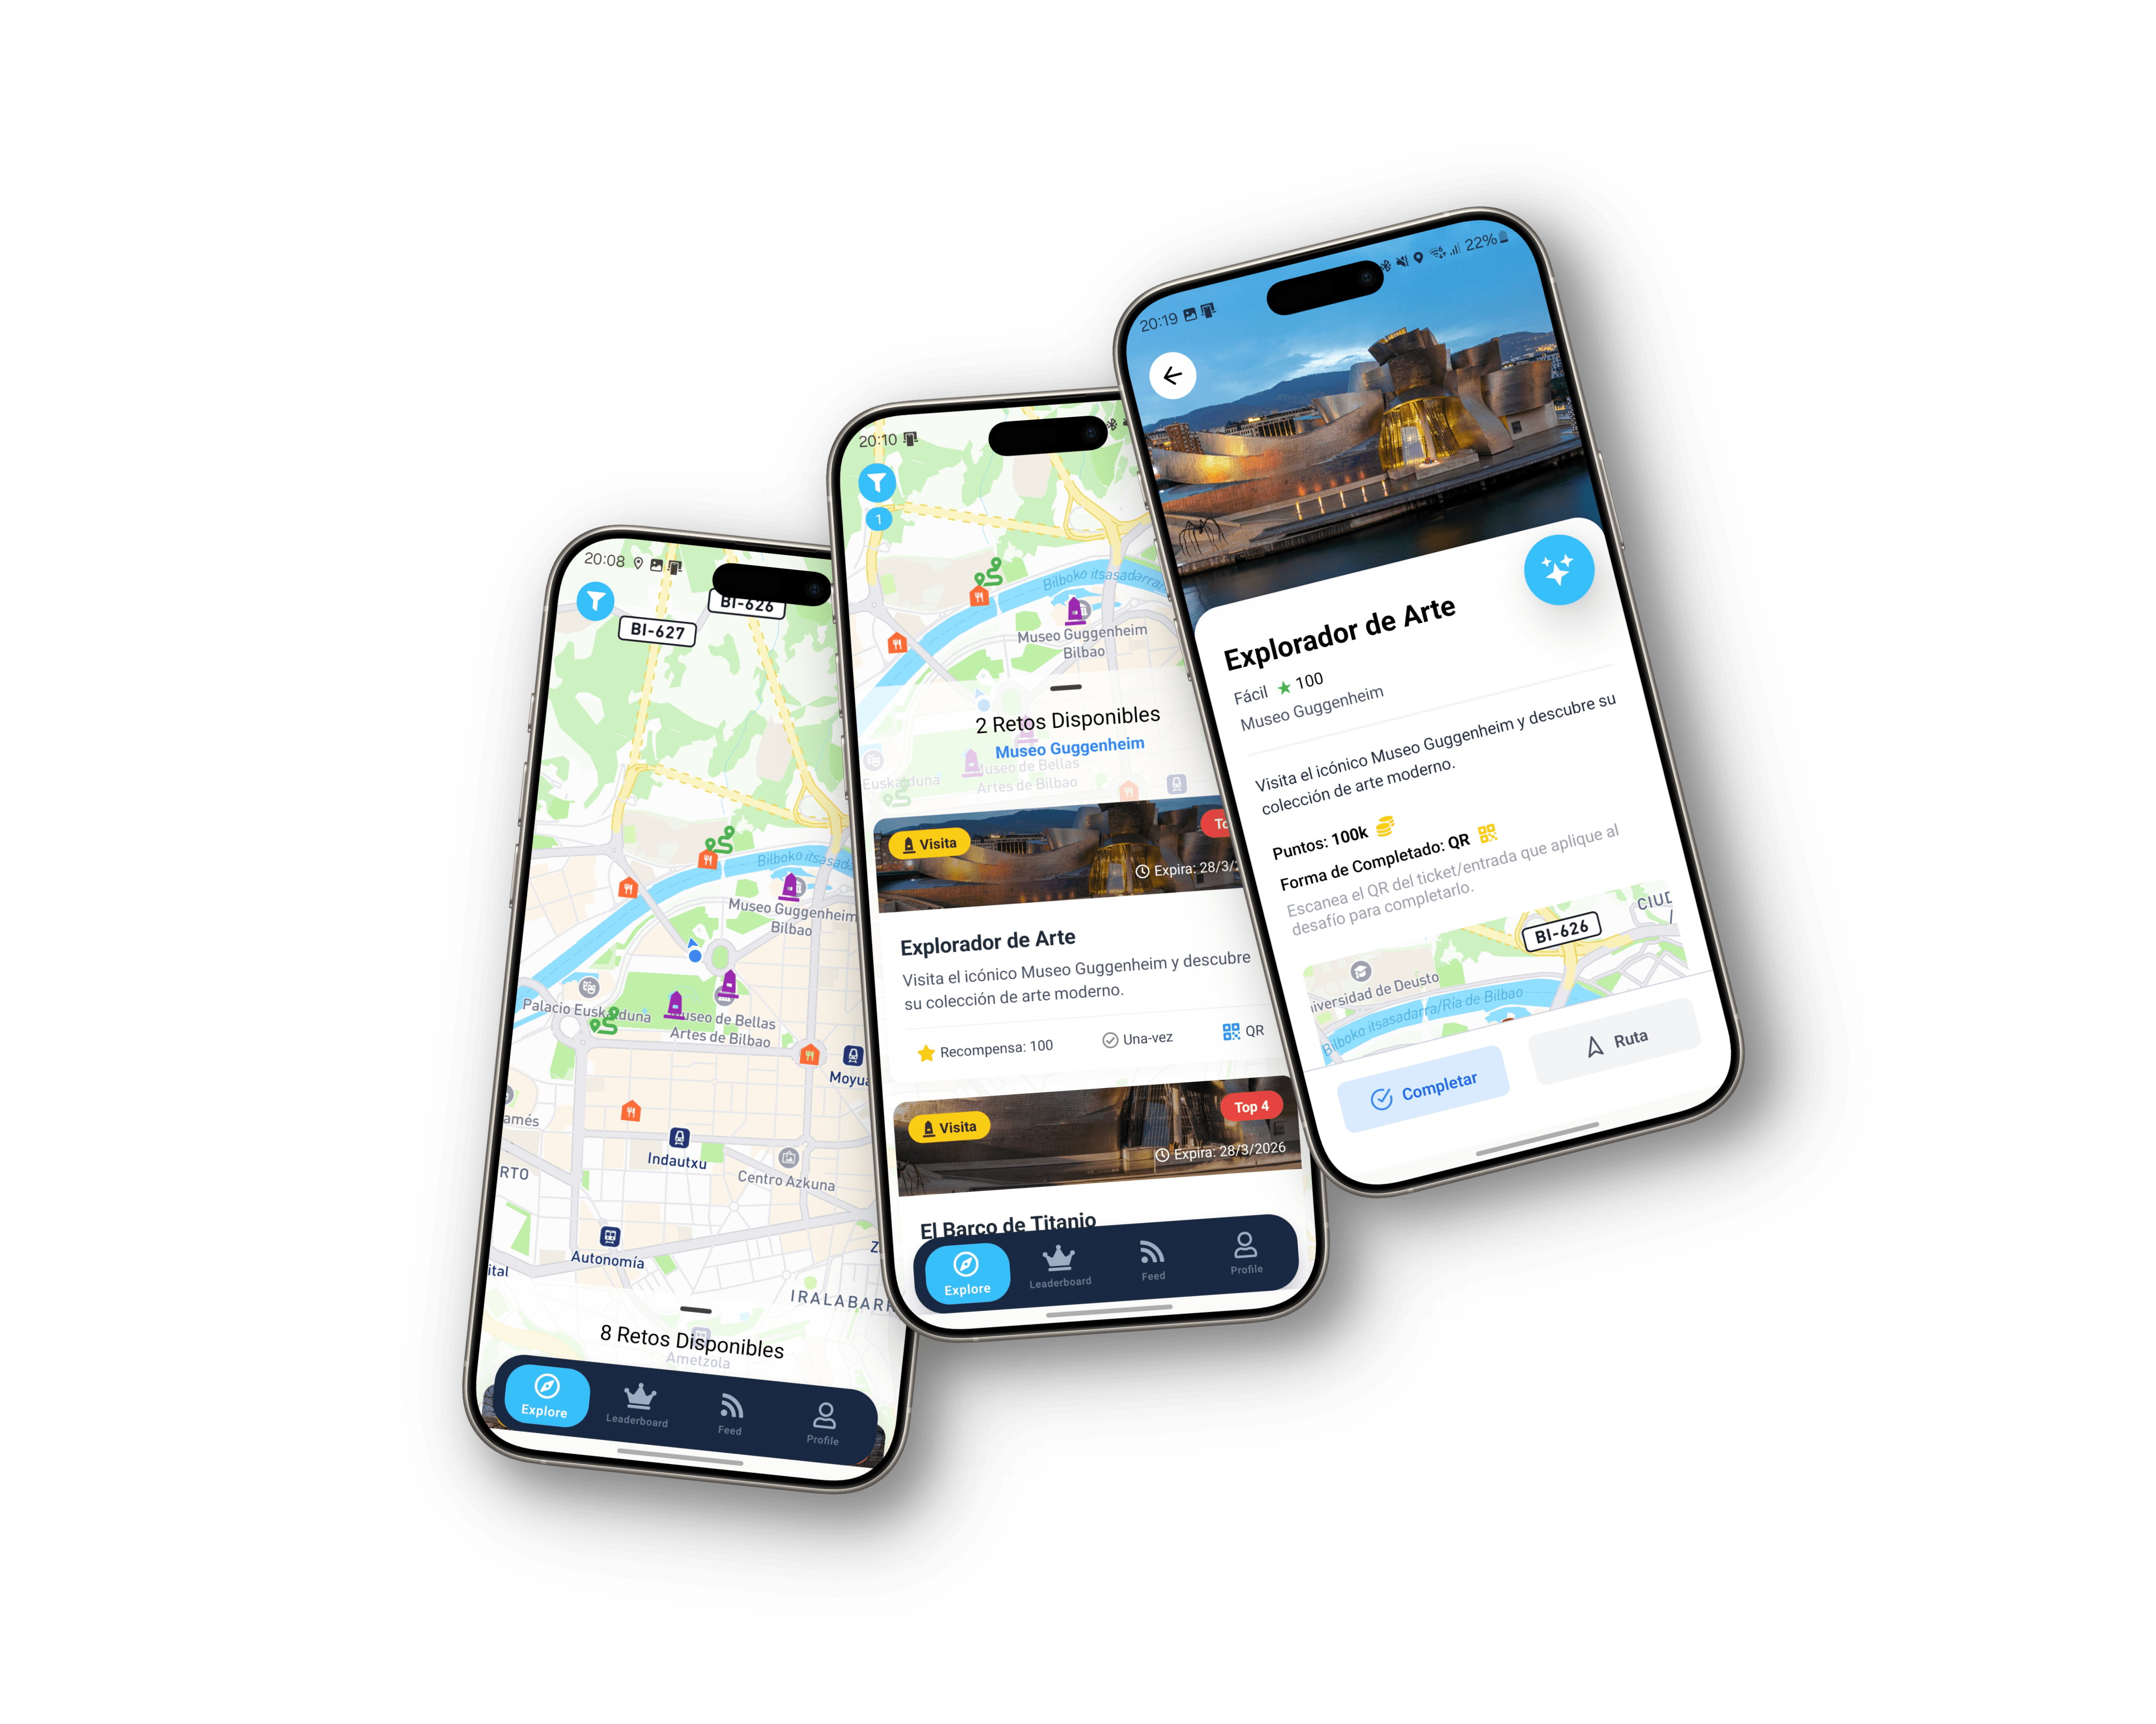 20:08
BI-626
BI-627
Bilboko itsasada
Museo Guggenheim
Bilbao
Palacio Euskalduna
Museo de Bellas
Artes de Bilbao
Moyua
amés
Indautxu
RTO
Centro Azkuna
Autonomía
ital
IRALABARR
8 Retos Disponibles
Ametzola
Explore
Leaderboard
Feed
Profile
20:10
1
Bilboko itsasadarra/
Museo Guggenheim
Bilbao
2 Retos Disponibles
Museo Guggenheim
Euskalduna
Museo de Bellas
Artes de Bilbao
Visita
Expira: 28/3/2
Explorador de Arte
Visita el icónico Museo Guggenheim y descubre
su colección de arte moderno.
Recompensa: 100
Una-vez
QR
Visita
Top 4
Expira: 28/3/2026
El Barco de Titanio
Explore
Leaderboard
Feed
Profile
20:19
22%
Explorador de Arte
Fácil 100
Museo Guggenheim
Visita el icónico Museo Guggenheim y descubre su
colección de arte moderno.
Puntos: 100k
Forma de Completado: QR
Escanea el QR del ticket/entrada que aplique al
desafío para completarlo.
BI-626
CIUD
iversidad de Deusto
Bilboko itsasadarra/Ría de Bilbao
Completar
Ruta